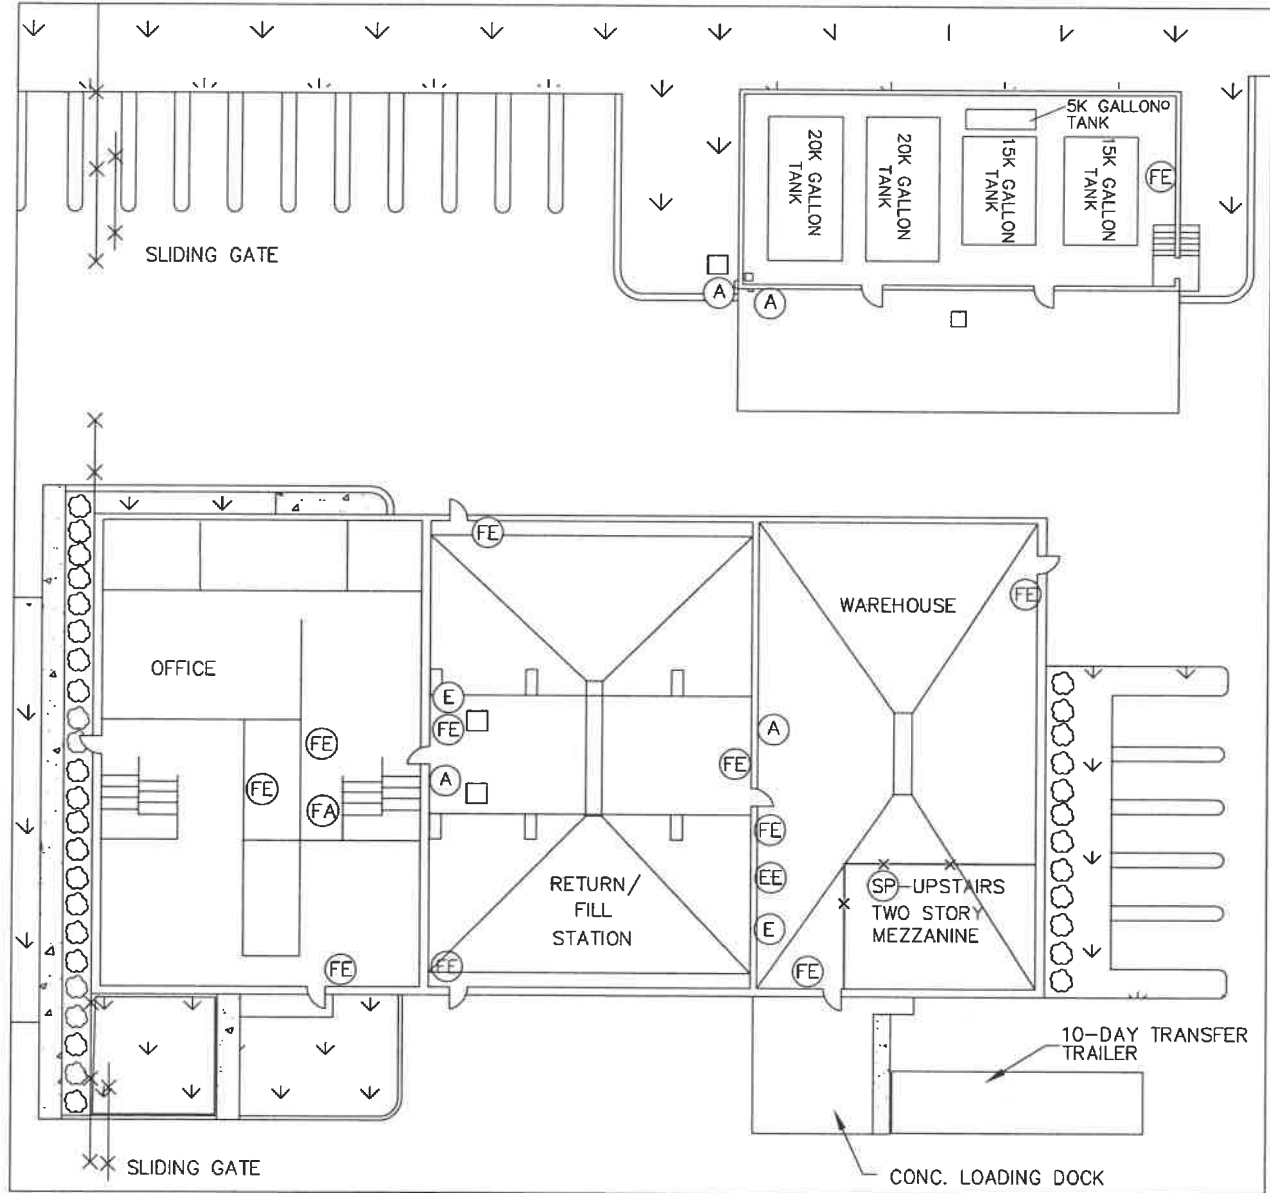 5K GALLON
TANK
20K GALLON
TANK
20K GALLON
TANK
15K GALLON
TANK
15K GALLON
TANK
FE
SLIDING GATE
A
A
FE
WAREHOUSE
FE
OFFICE
E
FE
A
FE
FE
FE
A
FA
FE
RETURN/
FILL
STATION
EE
E
SP-UPSTAIRS
TWO STORY
MEZZANINE
FE
FE
FE
10-DAY TRANSFER
TRAILER
SLIDING GATE
CONC. LOADING DOCK